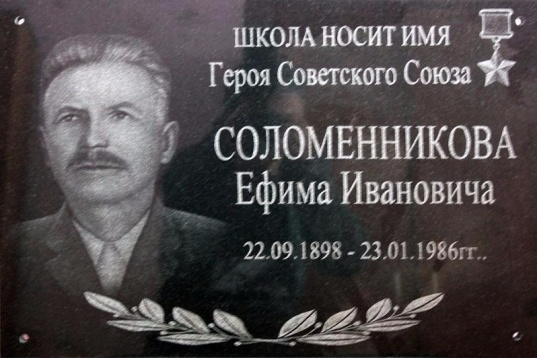 ШКОЛА НОСИТ ИМЯ
Героя Советского Союза
СОЛОМЕННИКОВА
Ефима Ивановича
22.09.1898 - 23.01.1986гг..